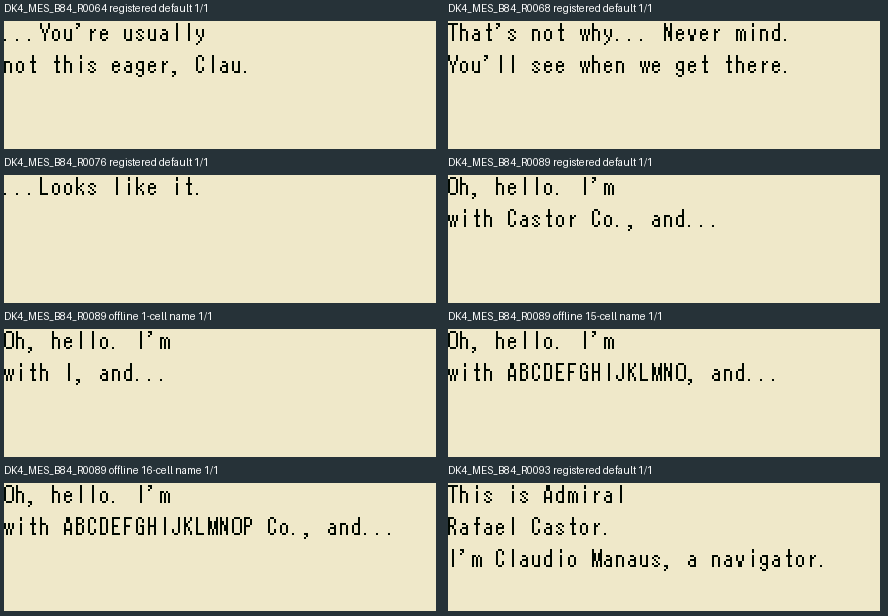 DK4_MES_B84_R0064 registered default 1/1
...You're usually
not this eager, Clau.
DK4_MES_B84_R0068 registered default 1/1
That's not why... Never mind.
You'll see when we get there.
DK4_MES_B84_R0076 registered default 1/1
...Looks like it.
DK4_MES_B84_R0089 registered default 1/1
Oh, hello. I'm
with Castor Co., and...
DK4_MES_B84_R0089 offline 1-cell name 1/1
Oh, hello. I'm
with I, and...
DK4_MES_B84_R0089 offline 15-cell name 1/1
Oh, hello. I'm
with ABCDEFGHIJKLMNO, and...
DK4_MES_B84_R0089 offline 16-cell name 1/1
Oh, hello. I'm
with ABCDEFGHIJKLMNOP Co., and...
DK4_MES_B84_R0093 registered default 1/1
This is Admiral
Rafael Castor.
I'm Claudio Manaus, a navigator.